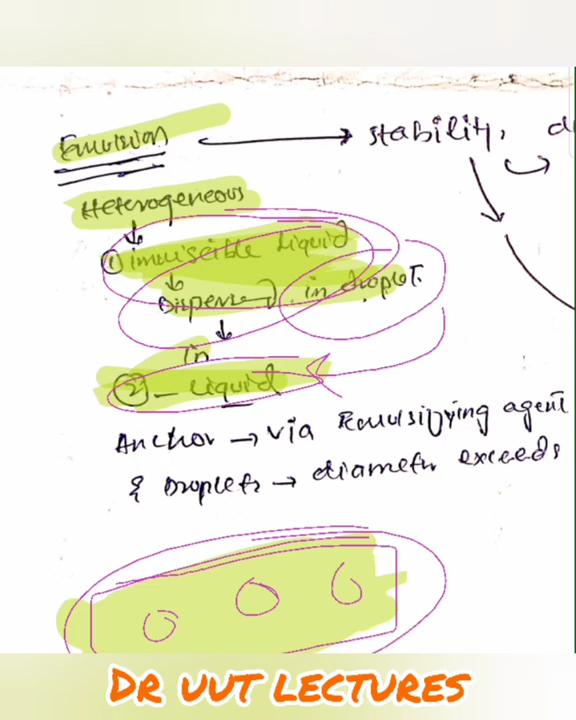 Emulsion → stability, d
Heterogeneous
↓
① immiscible liquid
↓
Dispersed in droplet.
↓
in
② - Liquid
Anchor → via Emulsifying agent
& Droplets → diameter exceeds
DR UUT LECTURES